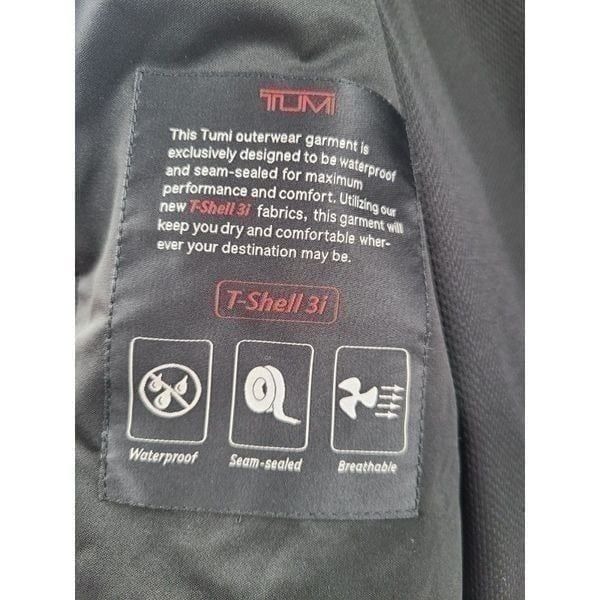 TUMI
This Tumi outerwear garment is
exclusively designed to be waterproof
and seam-sealed for maximum
performance and comfort. Utilizing our
new T-Shell 3i fabrics, this garment will
keep you dry and comfortable wher-
ever your destination may be.
T-Shell 3i
Waterproof Seam-sealed Breathable